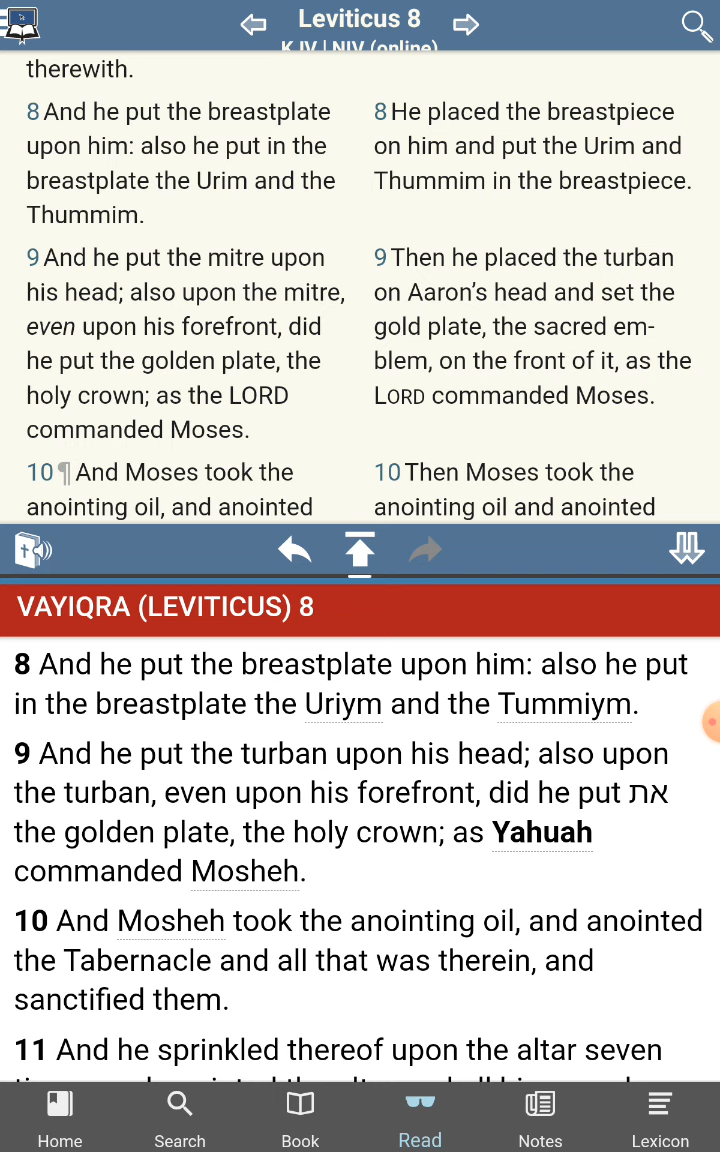 Leviticus 8
KJV | NIV (online)
therewith.
8 And he put the breastplate
upon him: also he put in the
breastplate the Urim and the
Thummim.
9 And he put the mitre upon
his head; also upon the mitre,
even upon his forefront, did
he put the golden plate, the
holy crown; as the LORD
commanded Moses.
10 ¶ And Moses took the
anointing oil, and anointed
8 He placed the breastpiece
on him and put the Urim and
Thummim in the breastpiece.
9 Then he placed the turban
on Aaron’s head and set the
gold plate, the sacred em-
blem, on the front of it, as the
LORD commanded Moses.
10 Then Moses took the
anointing oil and anointed
VAYIQRA (LEVITICUS) 8
8 And he put the breastplate upon him: also he put
in the breastplate the Uriym and the Tummiym.
9 And he put the turban upon his head; also upon
the turban, even upon his forefront, did he put את
the golden plate, the holy crown; as Yahuah
commanded Mosheh.
10 And Mosheh took the anointing oil, and anointed
the Tabernacle and all that was therein, and
sanctified them.
11 And he sprinkled thereof upon the altar seven
Home
Search
Book
Read
Notes
Lexicon